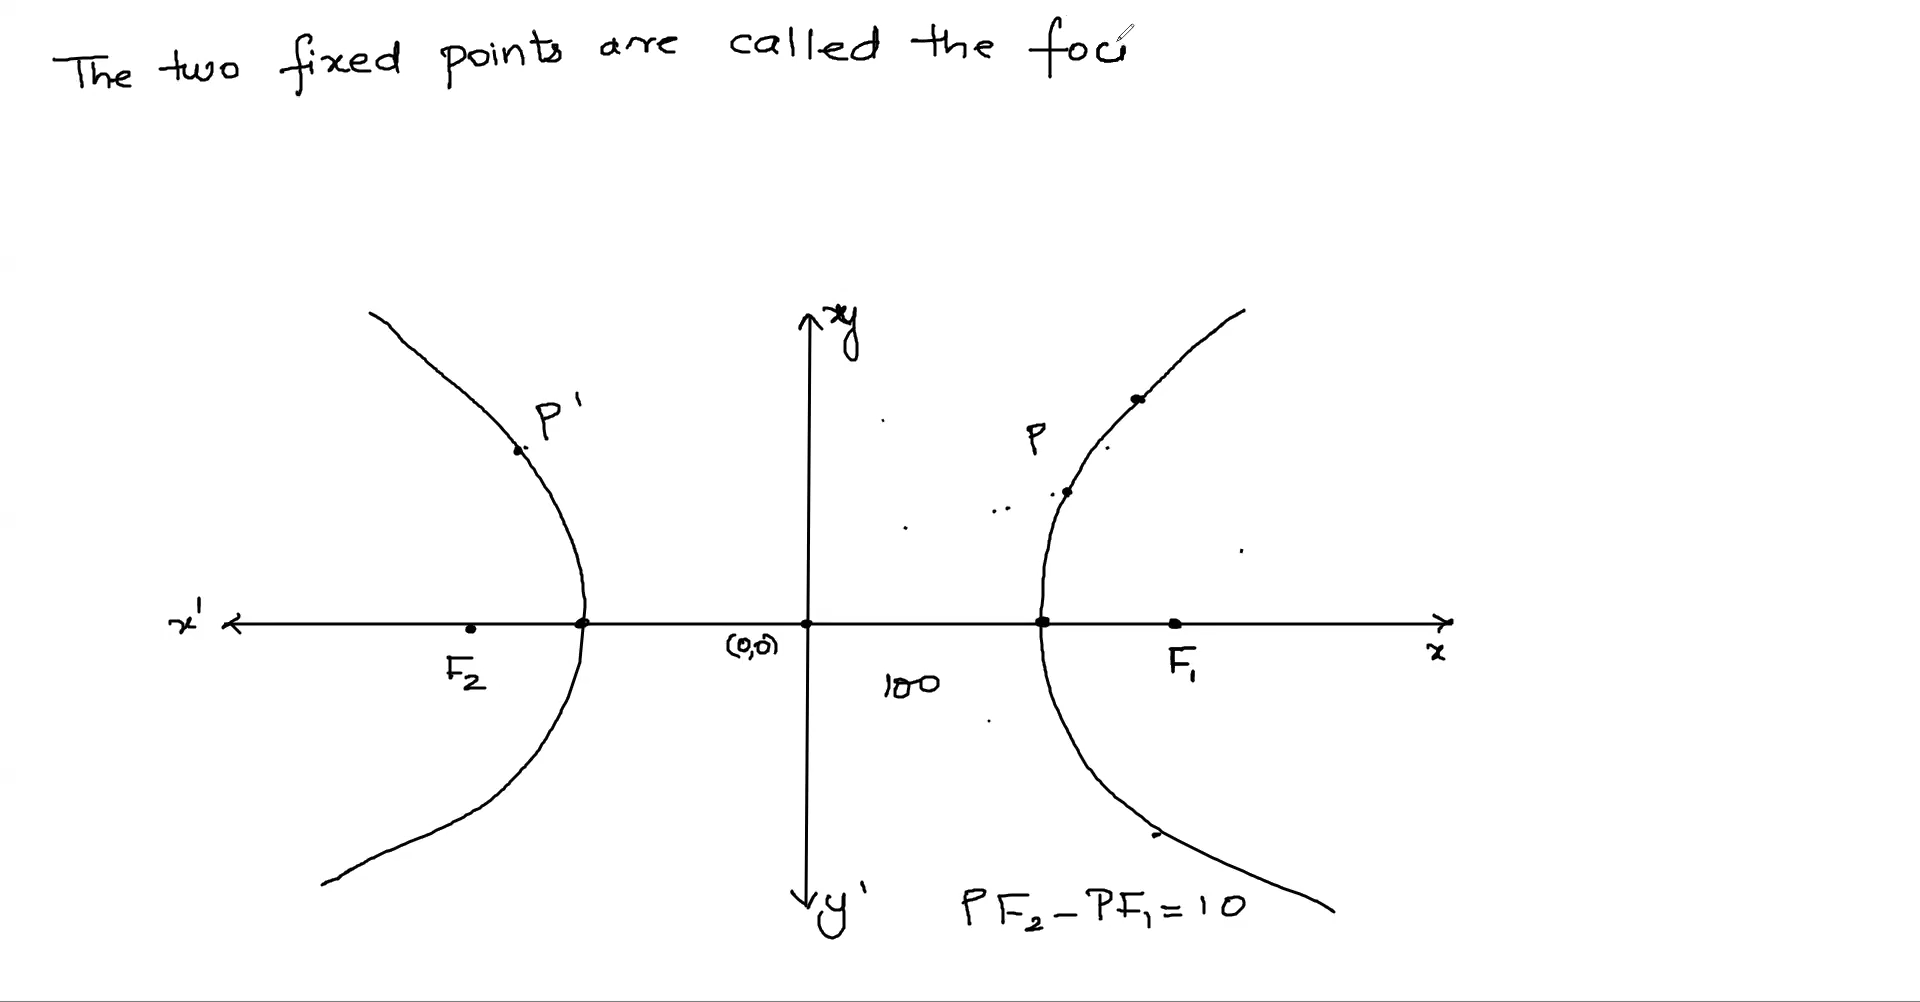 The two fixed points are called the foci
y
P'
P
x'
F₂
(0,0)
F₁
x
100
y'
PF₂ - PF₁ = 10